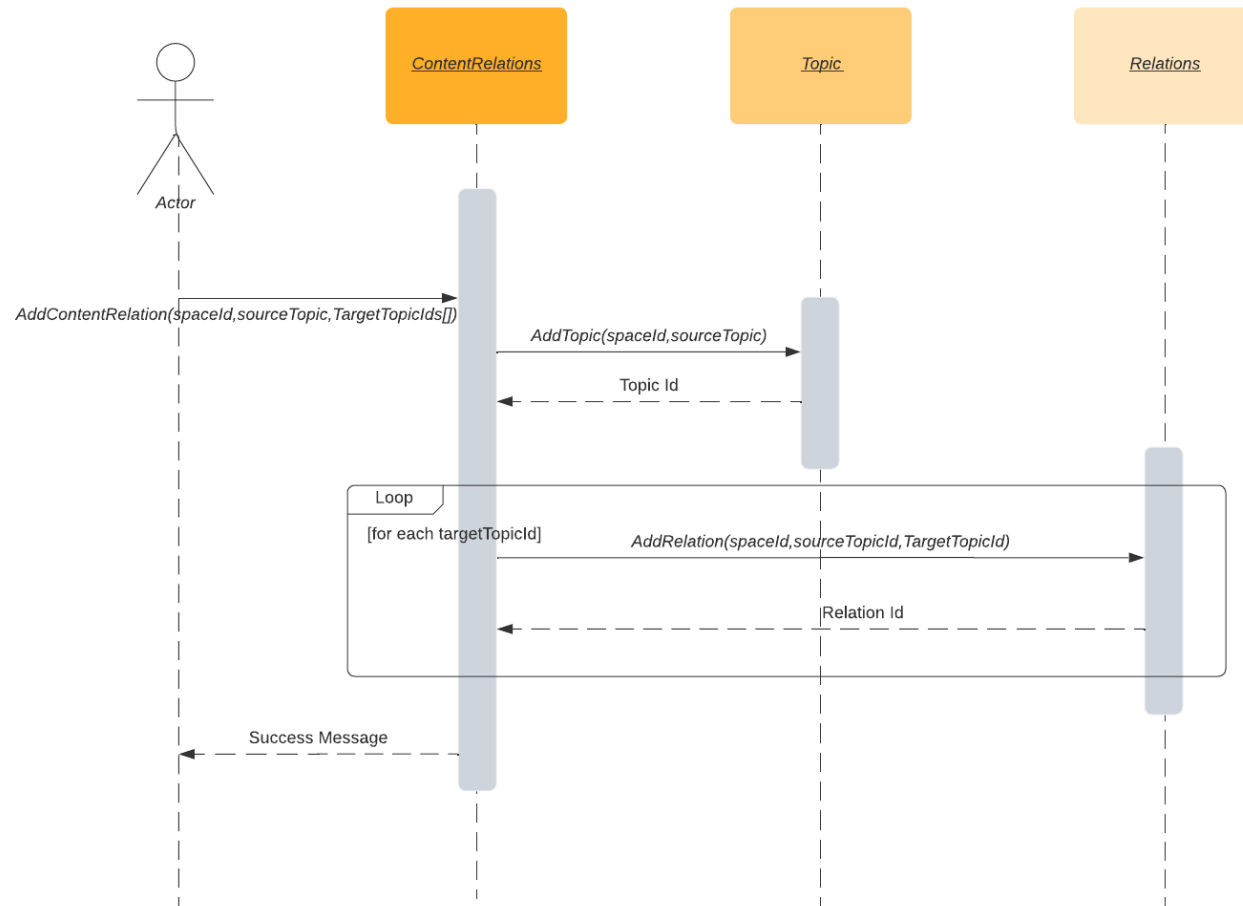 ContentRelations
Topic
Relations
Actor
AddContentRelation(spaceId,sourceTopic,TargetTopicIds[])
AddTopic(spaceId,sourceTopic)
Topic Id
Loop
[for each targetTopicId]
AddRelation(spaceId,sourceTopicId,TargetTopicId)
Relation Id
Success Message